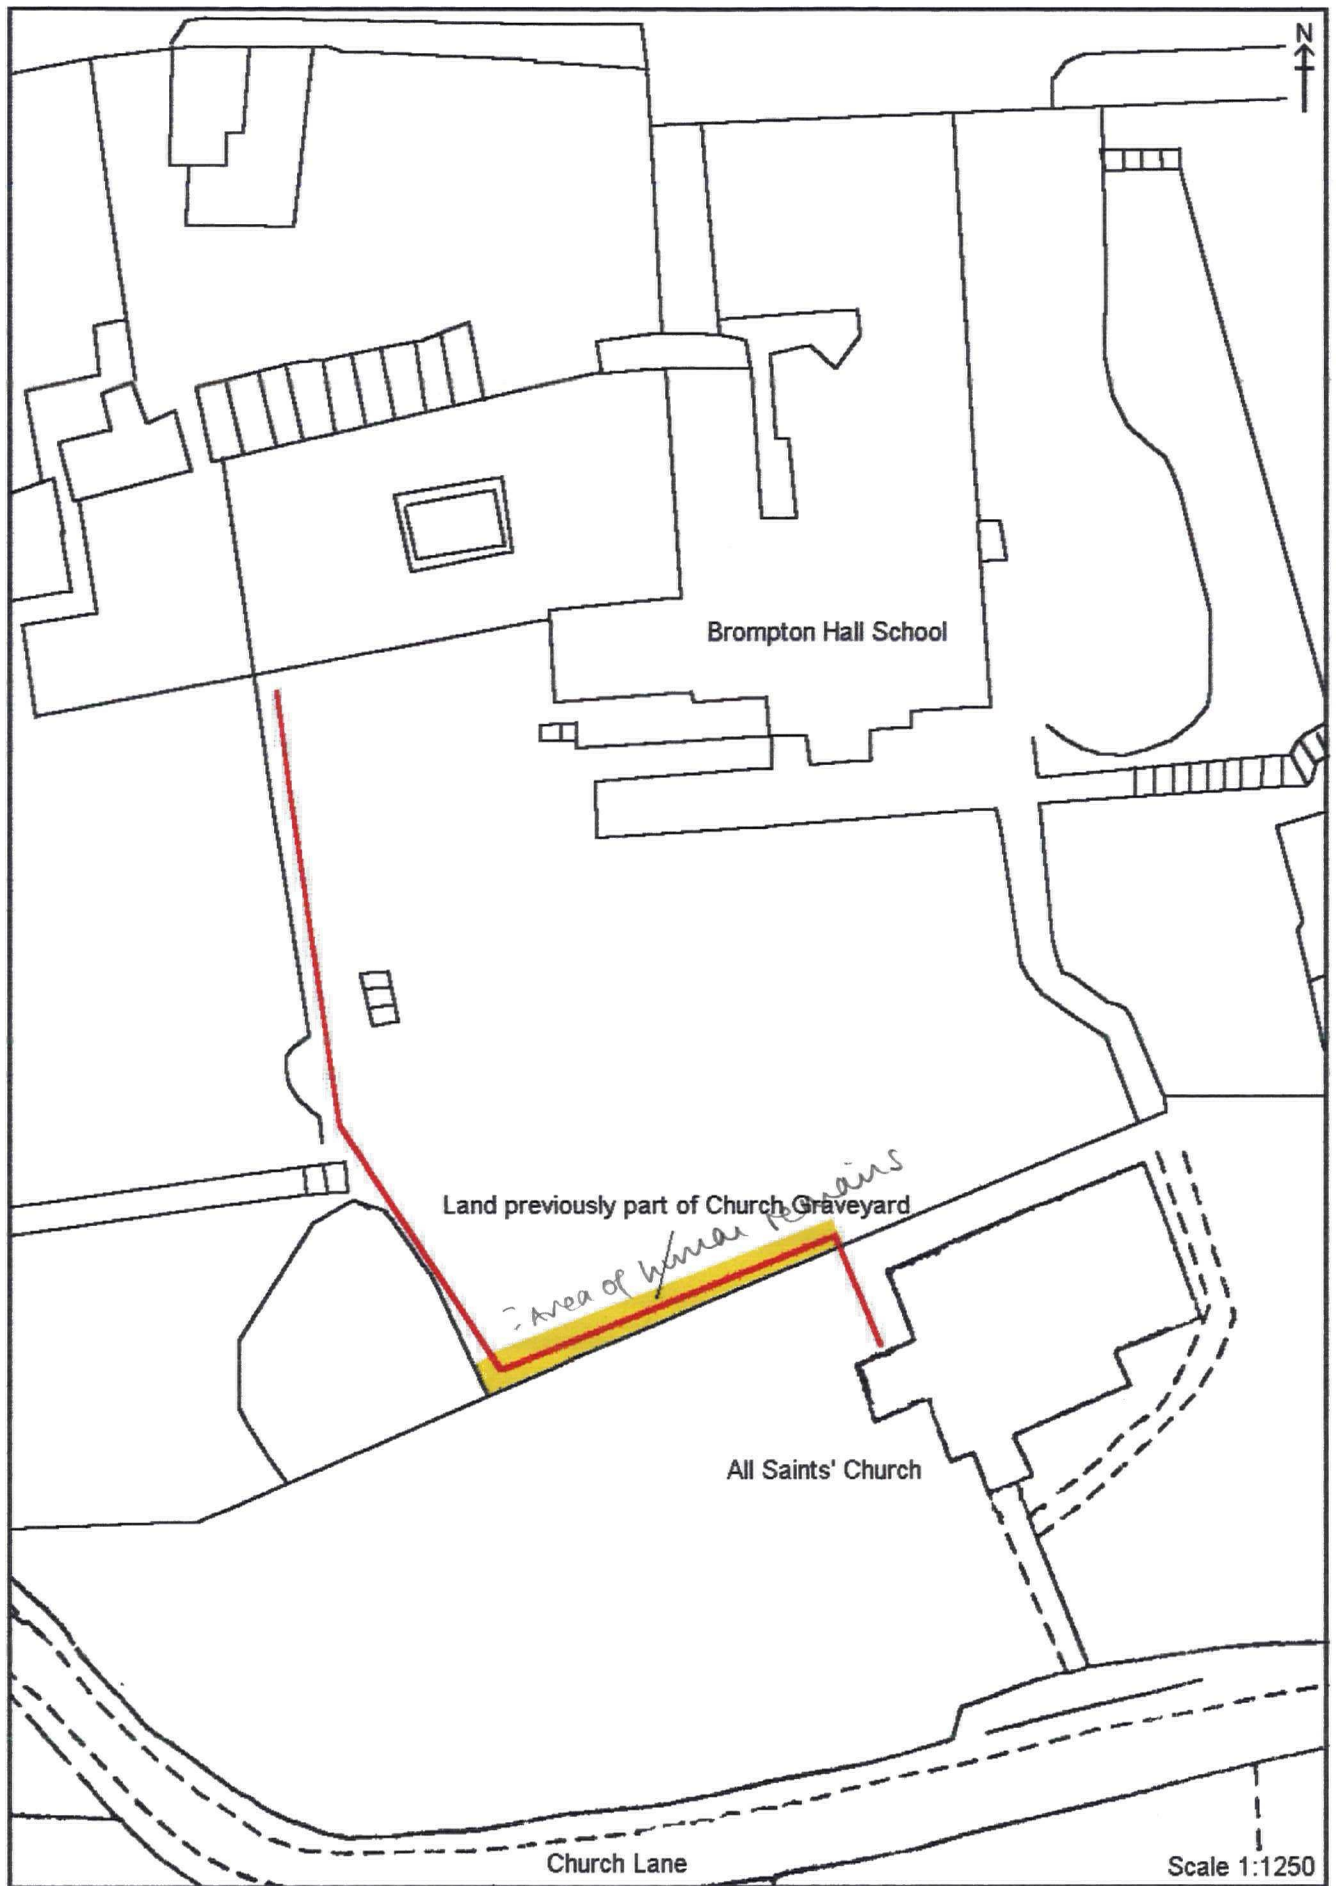 N
Brompton Hall School
Land previously part of Church Graveyard
: Area of human remains
All Saints' Church
Church Lane
Scale 1:1250